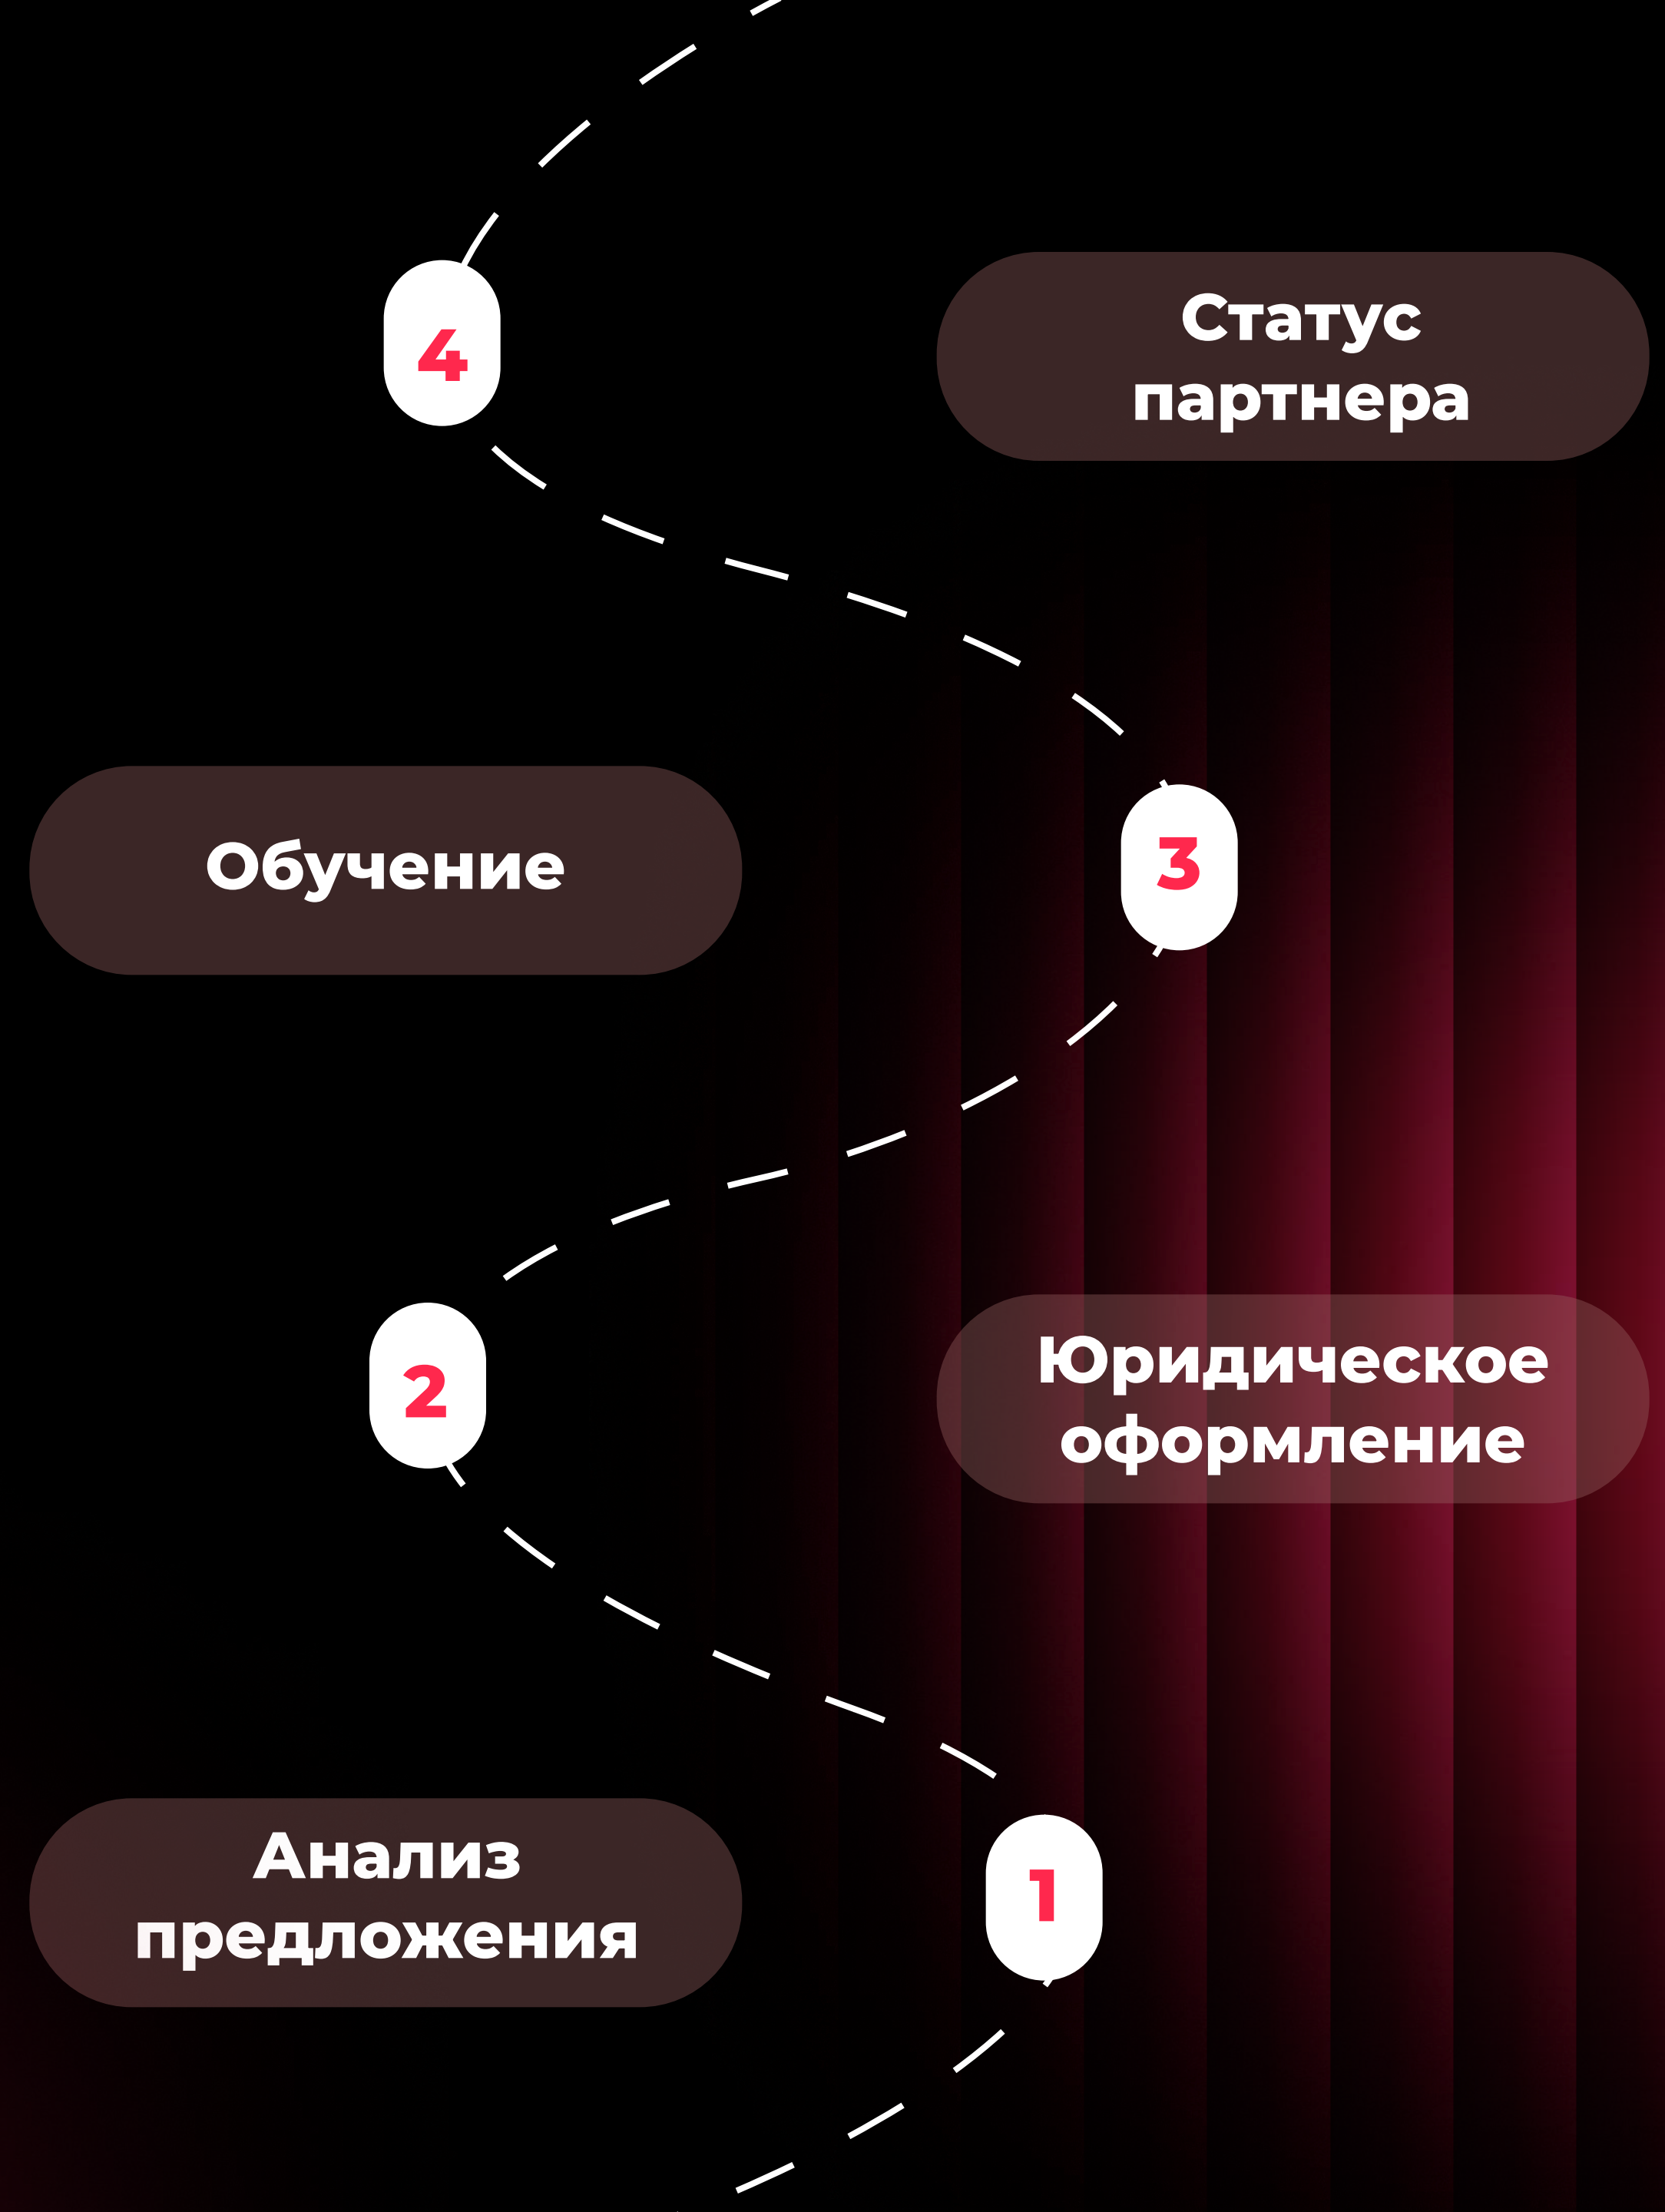 4
Статус
партнера
Обучение
3
2
Юридическое
оформление
Анализ
предложения
1